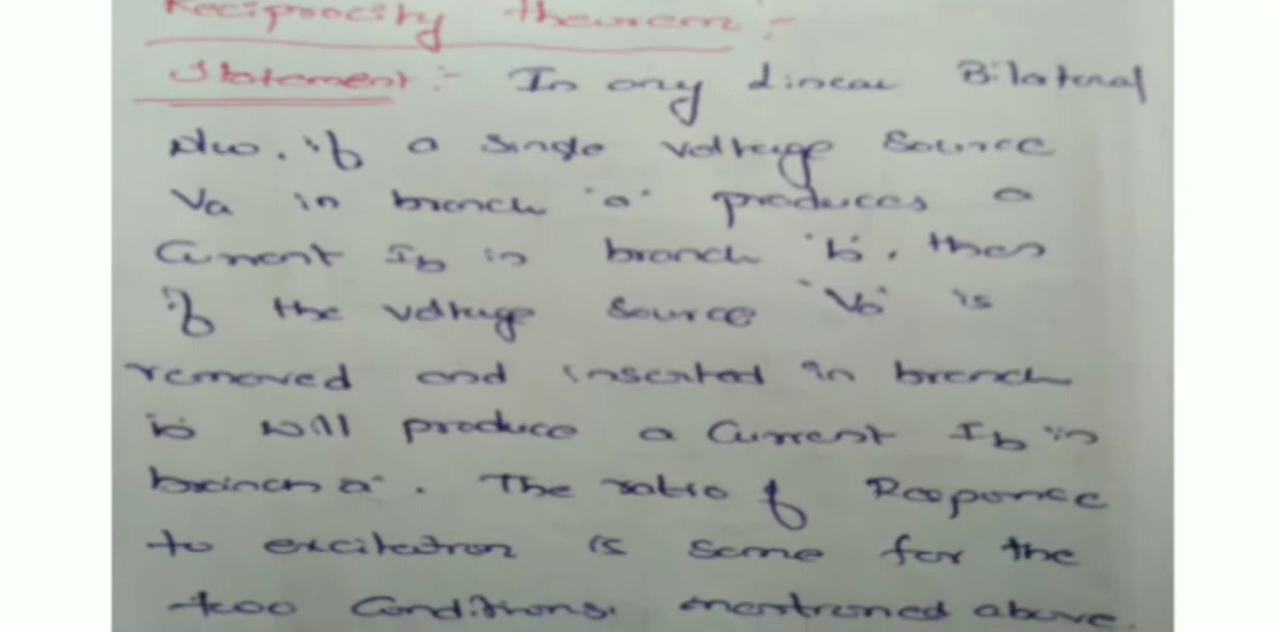 Reciprocity theorem :-
Statement :- In any Linear Bilateral
N/w. if a single voltage Source
Va in branch 'a' produces a
Current Ib in branch 'b', then
if the voltage Source 'Va' is
removed and inserted in branch
'b' will produce a Current Ib in
branch 'a'. The ratio of Response
to excitation is same for the
two Conditions. mentioned above.